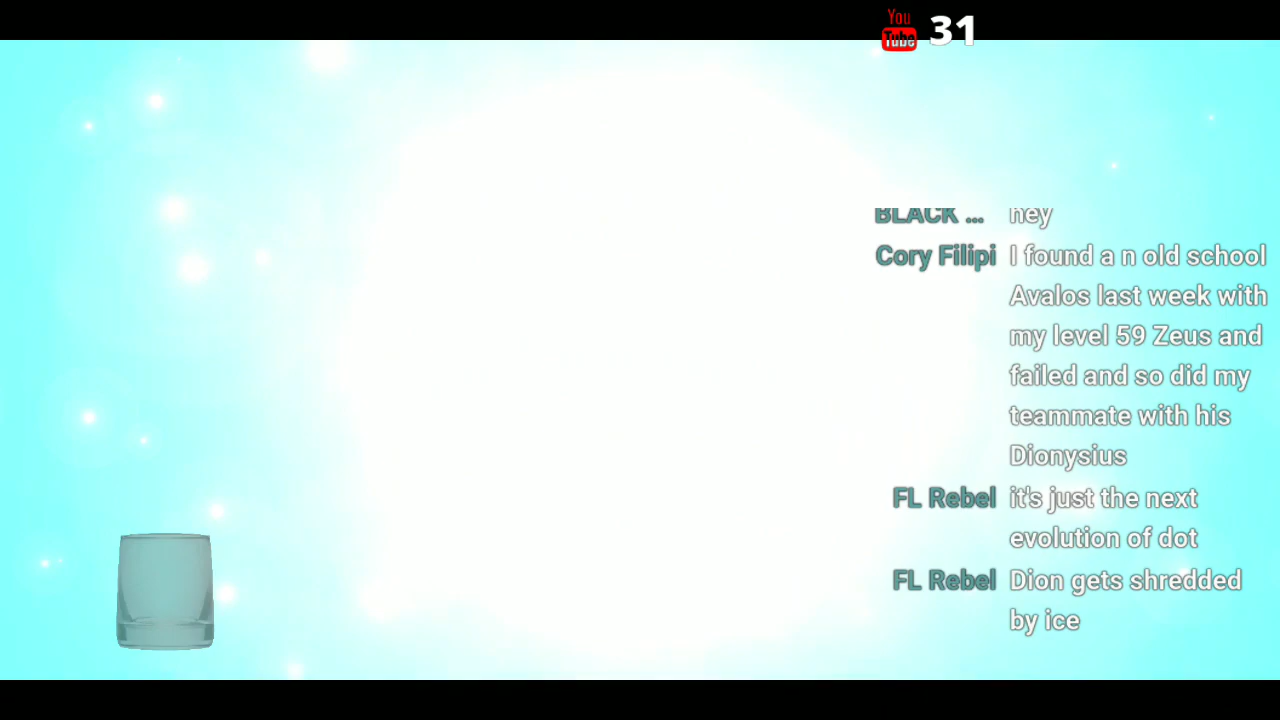 You
Tube 31
BLACK ... hey
Cory Filipi I found a n old school
Avalos last week with
my level 59 Zeus and
failed and so did my
teammate with his
Dionysius
FL Rebel it's just the next
evolution of dot
FL Rebel Dion gets shredded
by ice